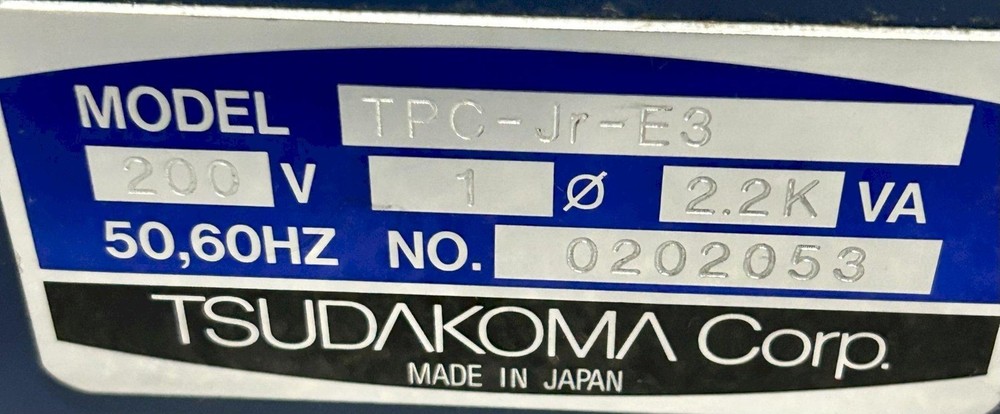 MODEL TPC-Jr-E3
200 V 1 Ø 2.2K VA
50,60HZ NO. 0202053
TSUDAKOMA Corp.
MADE IN JAPAN